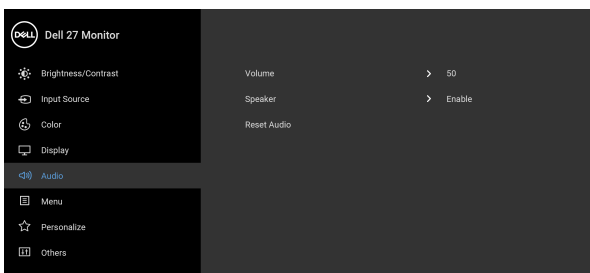 DELL Dell 27 Monitor
Brightness/Contrast
Input Source
Color
Display
Audio
Menu
Personalize
Others
Volume 50
Speaker Enable
Reset Audio